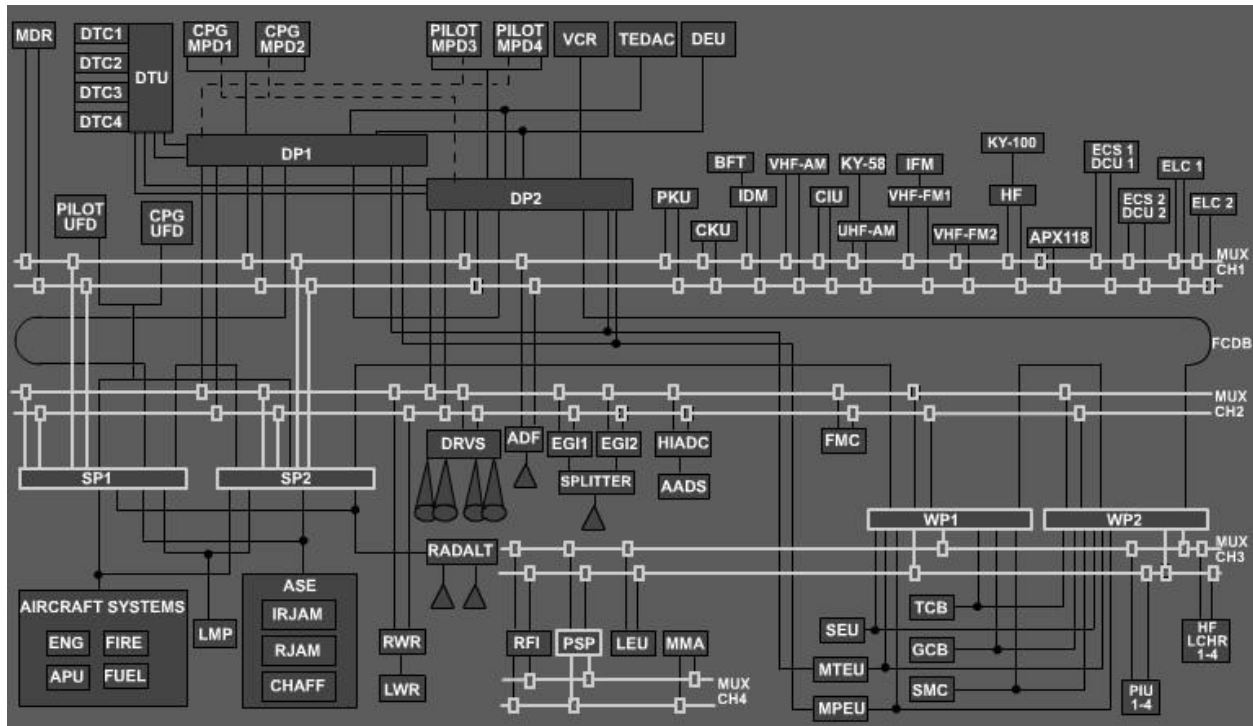 MDR
DTC1
DTC2
DTC3
DTC4
DTU
CPG
MPD1
CPG
MPD2
PILOT
MPD3
PILOT
MPD4
VCR
TEDAC
DEU
DP1
DP2
PILOT
UFD
CPG
UFD
PKU
CKU
BFT
IDM
VHF-AM
CIU
KY-58
UHF-AM
IFM
VHF-FM1
VHF-FM2
KY-100
HF
APX118
ECS 1
DCU 1
ECS 2
DCU 2
ELC 1
ELC 2
MUX
CH1
FCDB
MUX
CH2
SP1
SP2
DRVS
ADF
EGI1
EGI2
SPLITTER
HIADC
AADS
FMC
WP1
WP2
RADALT
MUX
CH3
AIRCRAFT SYSTEMS
ENG
FIRE
APU
FUEL
LMP
ASE
IRJAM
RJAM
CHAFF
RWR
LWR
RFI
PSP
LEU
MMA
MUX
CH4
SEU
MTEU
MPEU
TCB
GCB
SMC
PIU
1-4
HF
LCHR
1-4